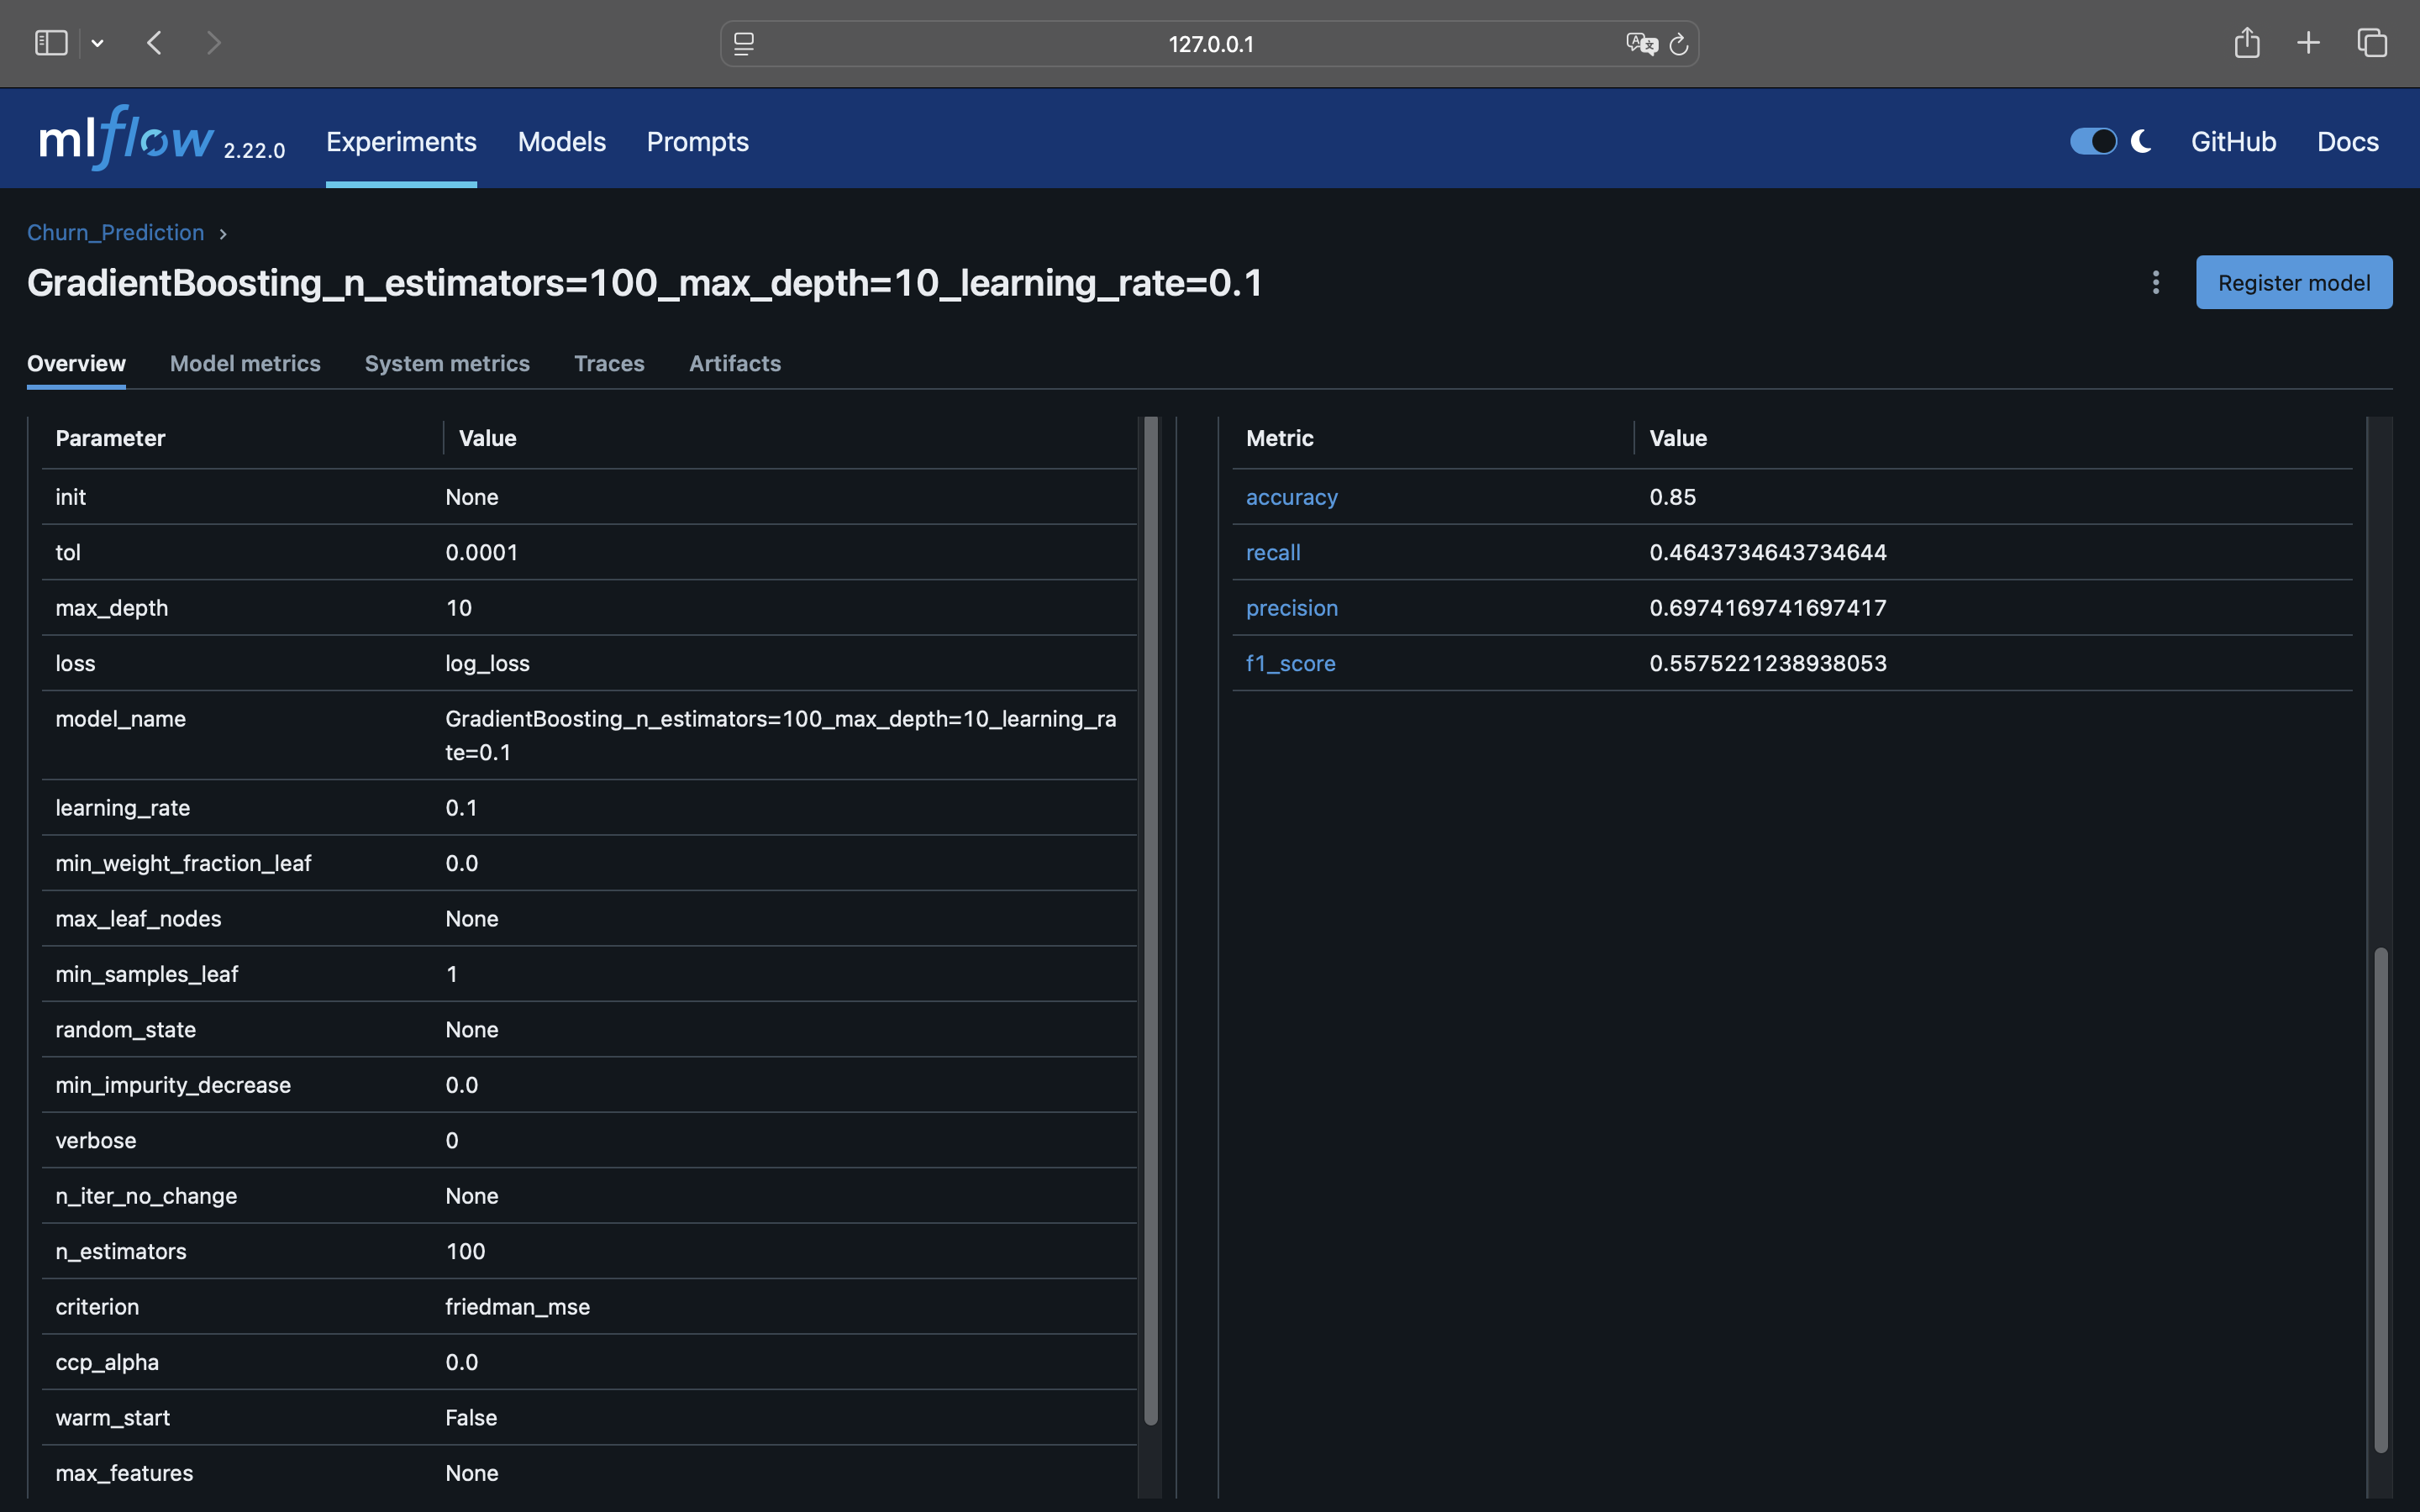 127.0.0.1
mlflow 2.22.0 Experiments Models Prompts GitHub Docs
Churn_Prediction
GradientBoosting_n_estimators=100_max_depth=10_learning_rate=0.1
Register model
Overview Model metrics System metrics Traces Artifacts
Parameter Value
init None
tol 0.0001
max_depth 10
loss log_loss
model_name GradientBoosting_n_estimators=100_max_depth=10_learning_ra
te=0.1
learning_rate 0.1
min_weight_fraction_leaf 0.0
max_leaf_nodes None
min_samples_leaf 1
random_state None
min_impurity_decrease 0.0
verbose 0
n_iter_no_change None
n_estimators 100
criterion friedman_mse
ccp_alpha 0.0
warm_start False
max_features None
Metric Value
accuracy 0.85
recall 0.4643734643734644
precision 0.6974169741697417
f1_score 0.5575221238938053